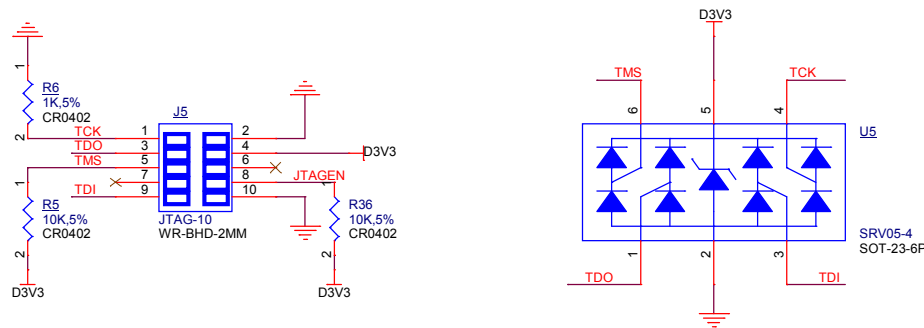 R6
1K,5%
CR0402
1
2
J5
TCK
TDO
TMS
TDI
1
3
5
7
9
2
4
6
8
10
D3V3
JTAGEN
JTAG-10
WR-BHD-2MM
1
R5
10K,5%
CR0402
2
D3V3
1
R36
10K,5%
CR0402
2
D3V3
D3V3
TMS
TCK
6
5
4
U5
SRV05-4
SOT-23-6P
1
2
3
TDO
TDI